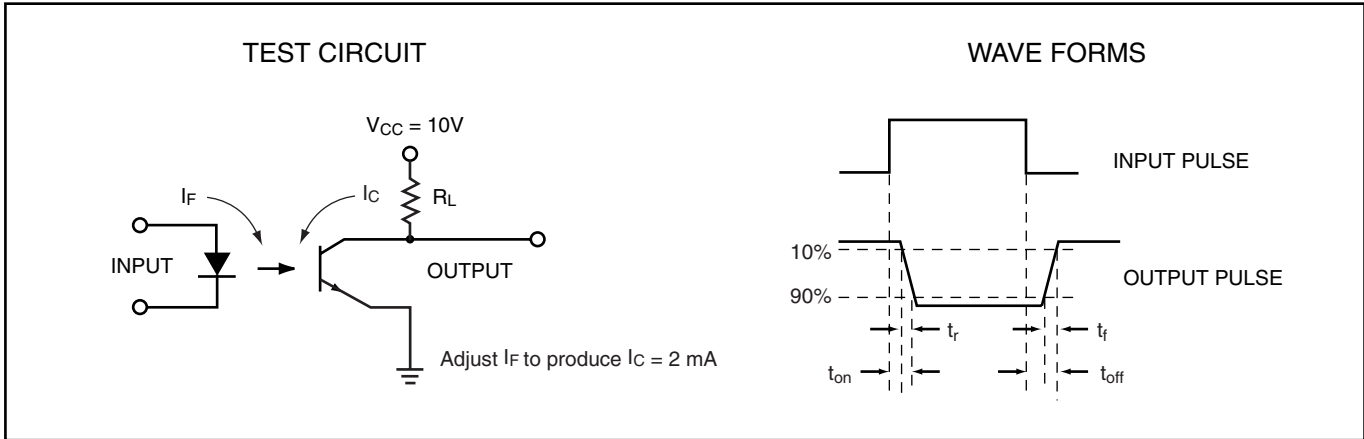 TEST CIRCUIT
WAVE FORMS
VCC = 10V
IF
IC
RL
INPUT
OUTPUT
Adjust IF to produce IC = 2 mA
INPUT PULSE
10%
OUTPUT PULSE
90%
tr
tf
ton
toff